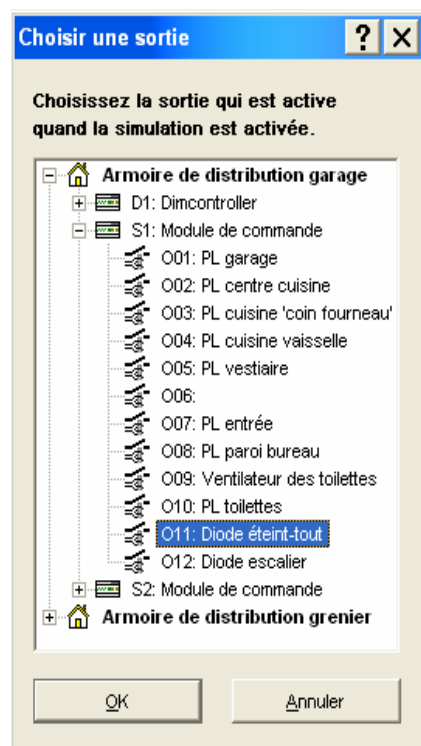 Choisir une sortie
Choisissez la sortie qui est active
quand la simulation est activée.
Armoire de distribution garage
D1: Dimcontroller
S1: Module de commande
O01: PL garage
O02: PL centre cuisine
O03: PL cuisine 'coin fourneau'
O04: PL cuisine vaisselle
O05: PL vestiaire
O06:
O07: PL entrée
O08: PL paroi bureau
O09: Ventilateur des toilettes
O10: PL toilettes
O11: Diode éteint-tout
O12: Diode escalier
S2: Module de commande
Armoire de distribution grenier
OK
Annuler